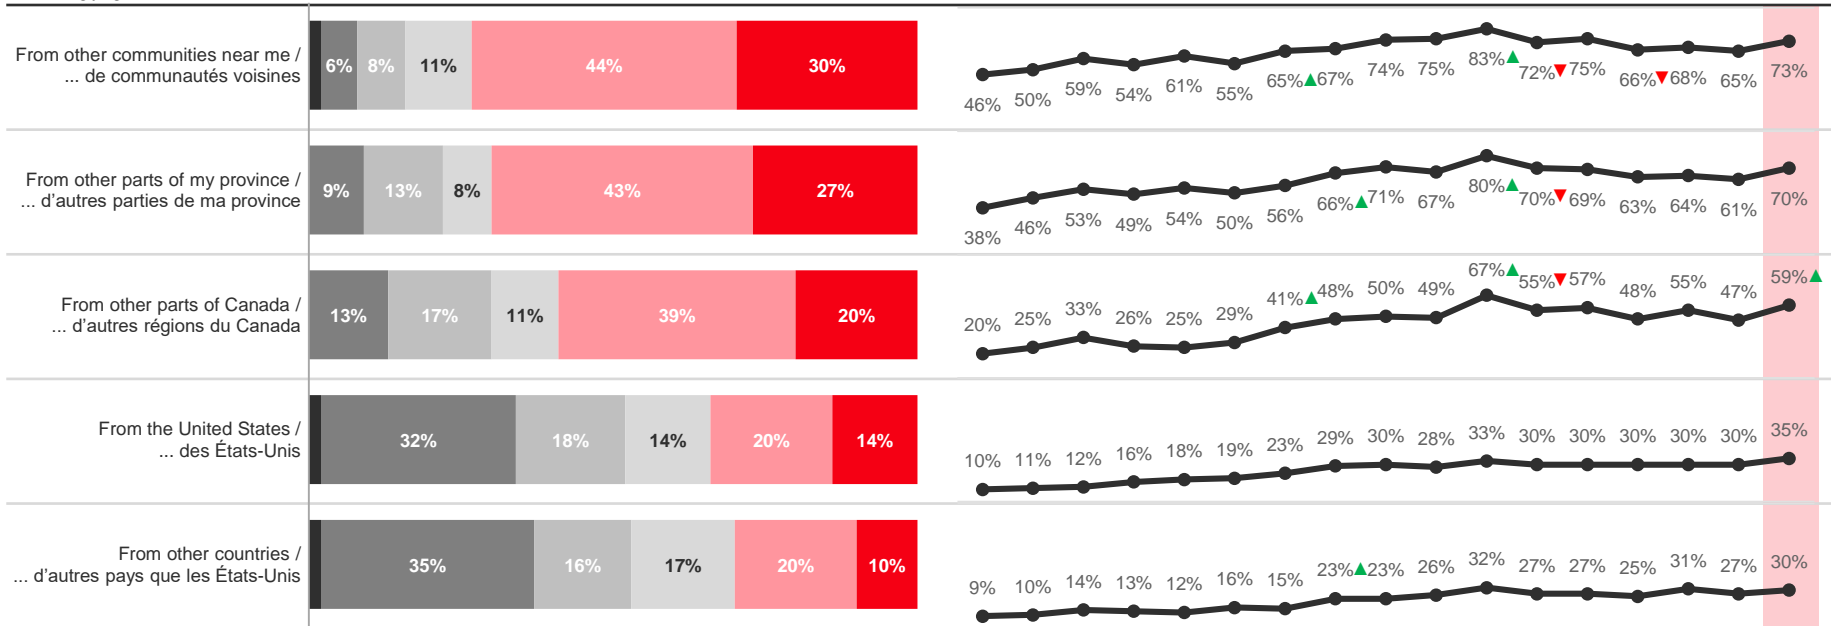 From other communities near me /
... de communautés voisines
6% 8% 11% 44% 30%
46% 50% 59% 54% 61% 55% 65%▲67% 74% 75% 83%▲72%▼75% 66%▼68% 65% 73%
From other parts of my province /
... d'autres parties de ma province
9% 13% 8% 43% 27%
38% 46% 53% 49% 54% 50% 56% 66%▲71% 67% 80%▲70%▼69% 63% 64% 61% 70%
From other parts of Canada /
... d'autres régions du Canada
13% 17% 11% 39% 20%
20% 25% 33% 26% 25% 29% 41%▲48% 50% 49% 67%▲55%▼57% 48% 55% 47% 59%▲
From the United States /
... des États-Unis
32% 18% 14% 20% 14%
10% 11% 12% 16% 18% 19% 23% 29% 30% 28% 33% 30% 30% 30% 30% 30% 35%
From other countries /
... d'autres pays que les États-Unis
35% 16% 17% 20% 10%
9% 10% 14% 13% 12% 16% 15% 23%▲23% 26% 32% 27% 27% 25% 31% 27% 30%